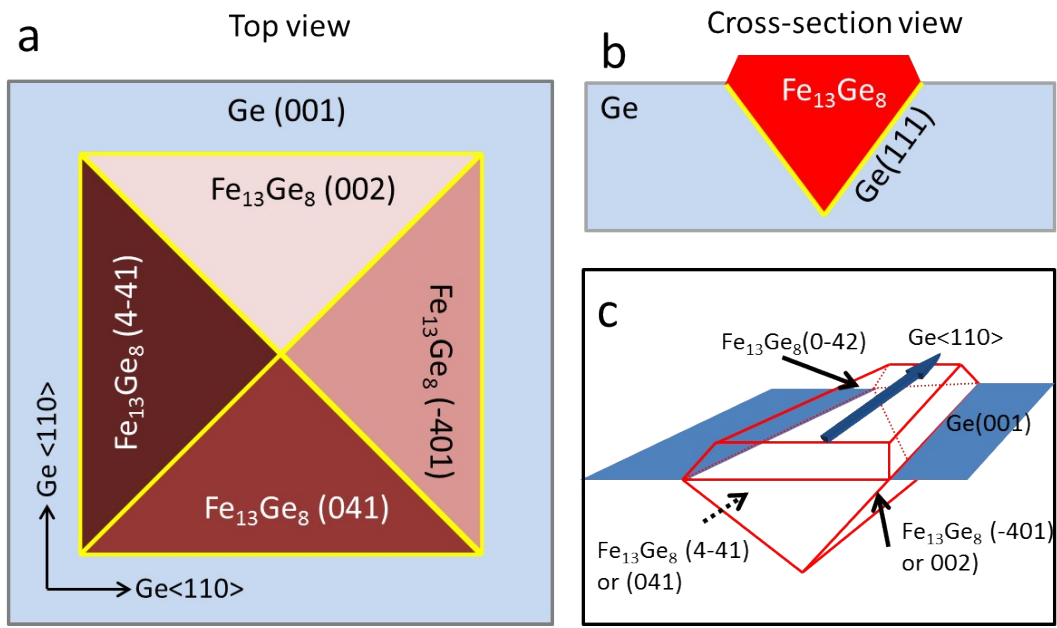 a
Top view
Ge (001)
Fe₁₃Ge₈ (002)
Fe₁₃Ge₈ (4-41)
Fe₁₃Ge₈ (-401)
Fe₁₃Ge₈ (041)
Ge <110>
Ge<110>
Cross-section view
b
Ge
Fe₁₃Ge₈
Ge(111)
c
Fe₁₃Ge₈(0-42)
Ge<110>
Ge(001)
Fe₁₃Ge₈ (4-41)
or (041)
Fe₁₃Ge₈ (-401)
or 002)